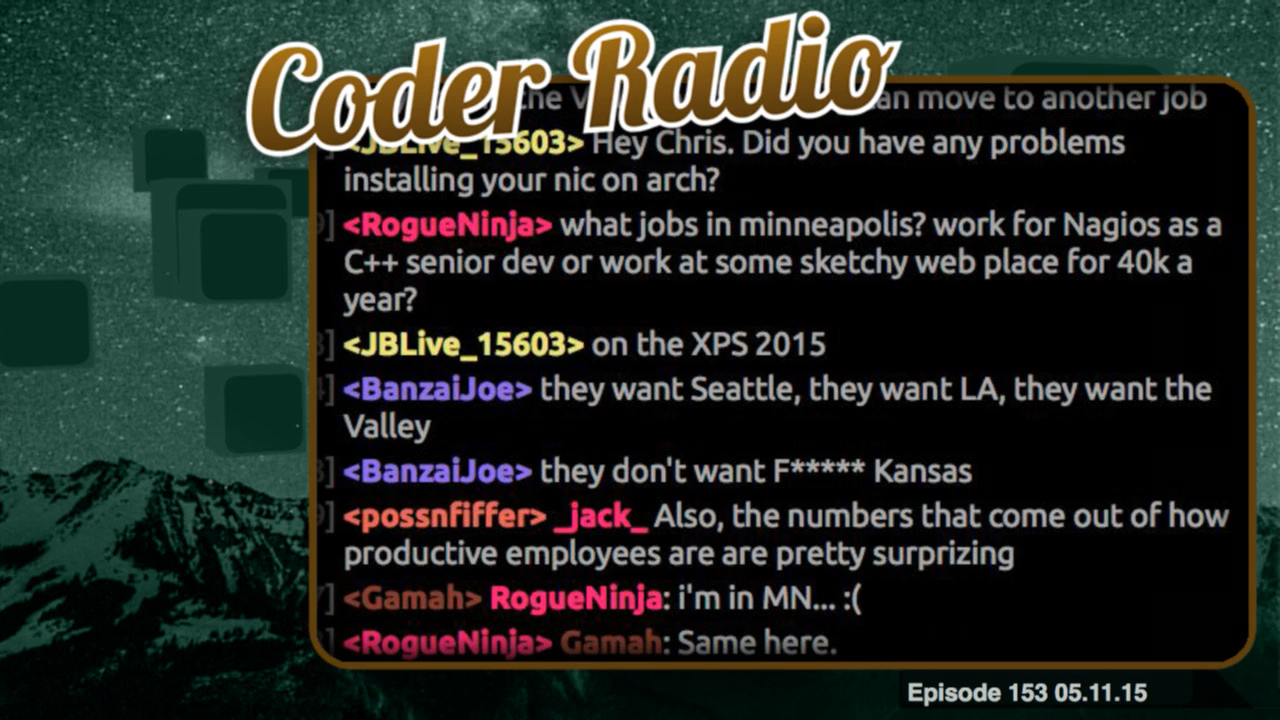 Coder Radio
the V
an move to another job
<JBLive_15603> Hey Chris. Did you have any problems
installing your nic on arch?
<RogueNinja> what jobs in minneapolis? work for Nagios as a
C++ senior dev or work at some sketchy web place for 40k a
year?
<JBLive_15603> on the XPS 2015
<BanzaiJoe> they want Seattle, they want LA, they want the
Valley
<BanzaiJoe> they don't want F***** Kansas
<possnfiffer> _jack_ Also, the numbers that come out of how
productive employees are are pretty surprizing
<Gamah> RogueNinja: i'm in MN... :(
<RogueNinja> Gamah: Same here.
Episode 153 05.11.15